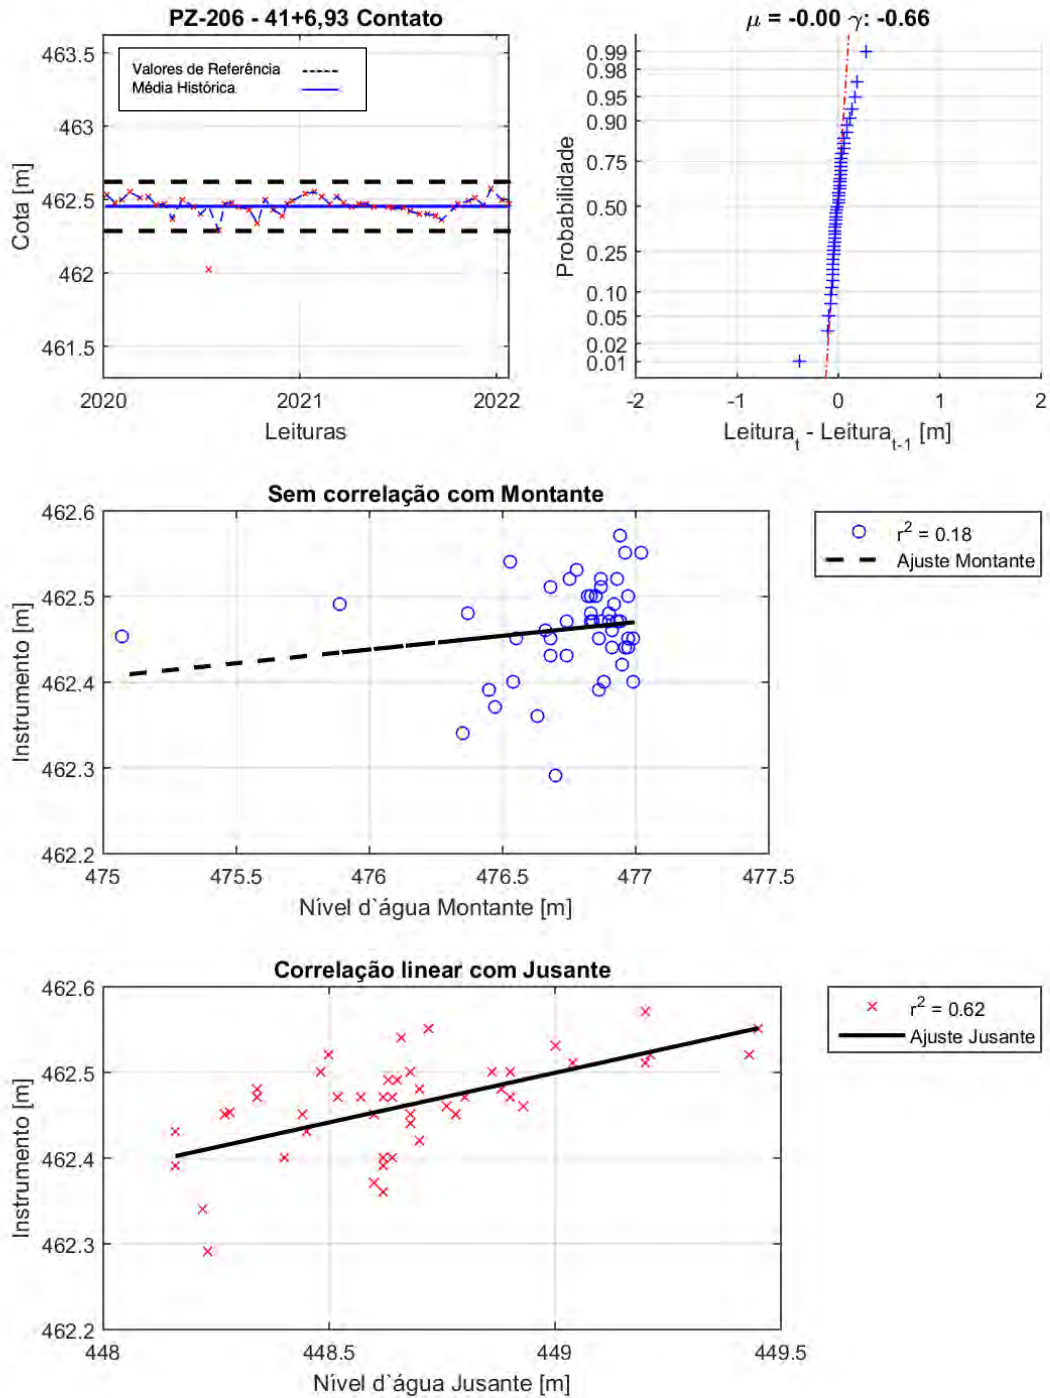 PZ-206 - 41+6,93 Contato
463.5
463
462.5
462
461.5
Cota [m]
Valores de Referência
Média Histórica
2020
2021
2022
Leituras
μ = -0.00 γ: -0.66
0.99
0.98
0.95
0.90
0.75
0.50
0.25
0.10
0.05
0.02
0.01
Probabilidade
-2
-1
0
1
2
Leitura_t - Leitura_t-1 [m]
Sem correlação com Montante
462.6
462.5
462.4
462.3
462.2
Instrumento [m]
475
475.5
476
476.5
477
477.5
Nível d`água Montante [m]
r² = 0.18
Ajuste Montante
Correlação linear com Jusante
462.6
462.5
462.4
462.3
462.2
Instrumento [m]
448
448.5
449
449.5
Nível d`água Jusante [m]
r² = 0.62
Ajuste Jusante